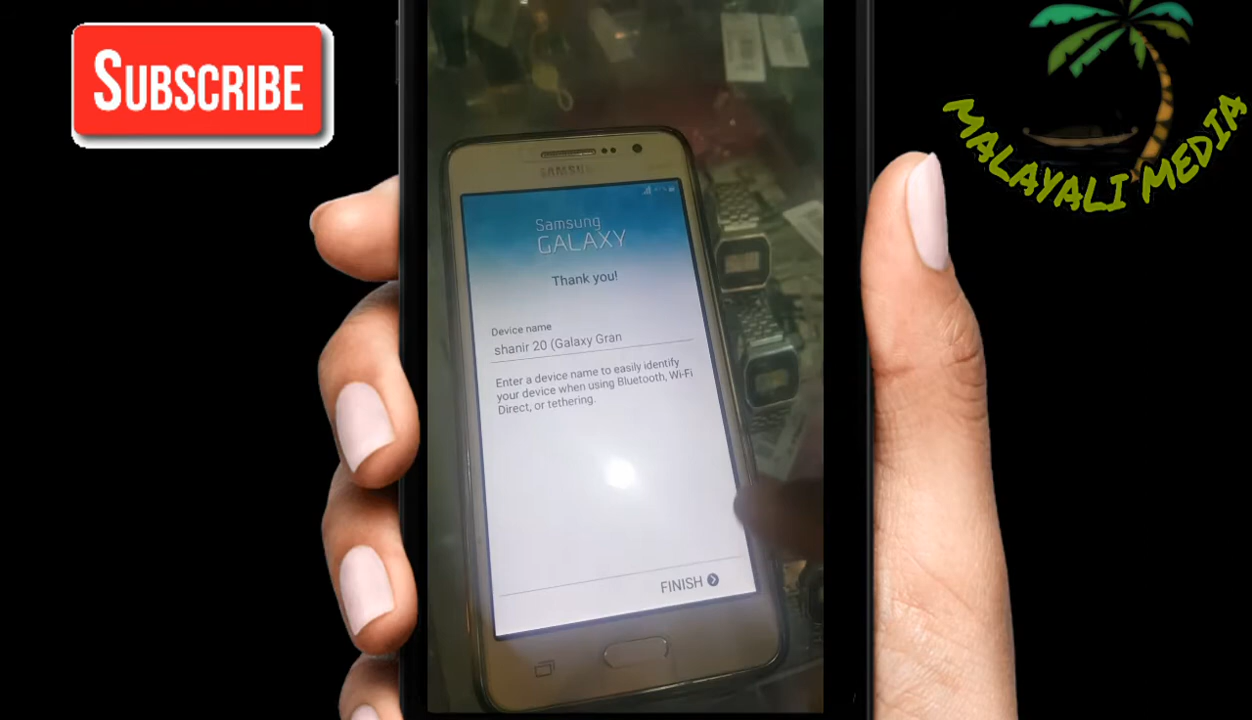 SUBSCRIBE
MALAYALI MEDIA
SAMSUNG
Samsung
GALAXY
Thank you!
Device name
shanir 20 (Galaxy Gran
Enter a device name to easily identify
your device when using Bluetooth, Wi-Fi
Direct, or tethering.
FINISH